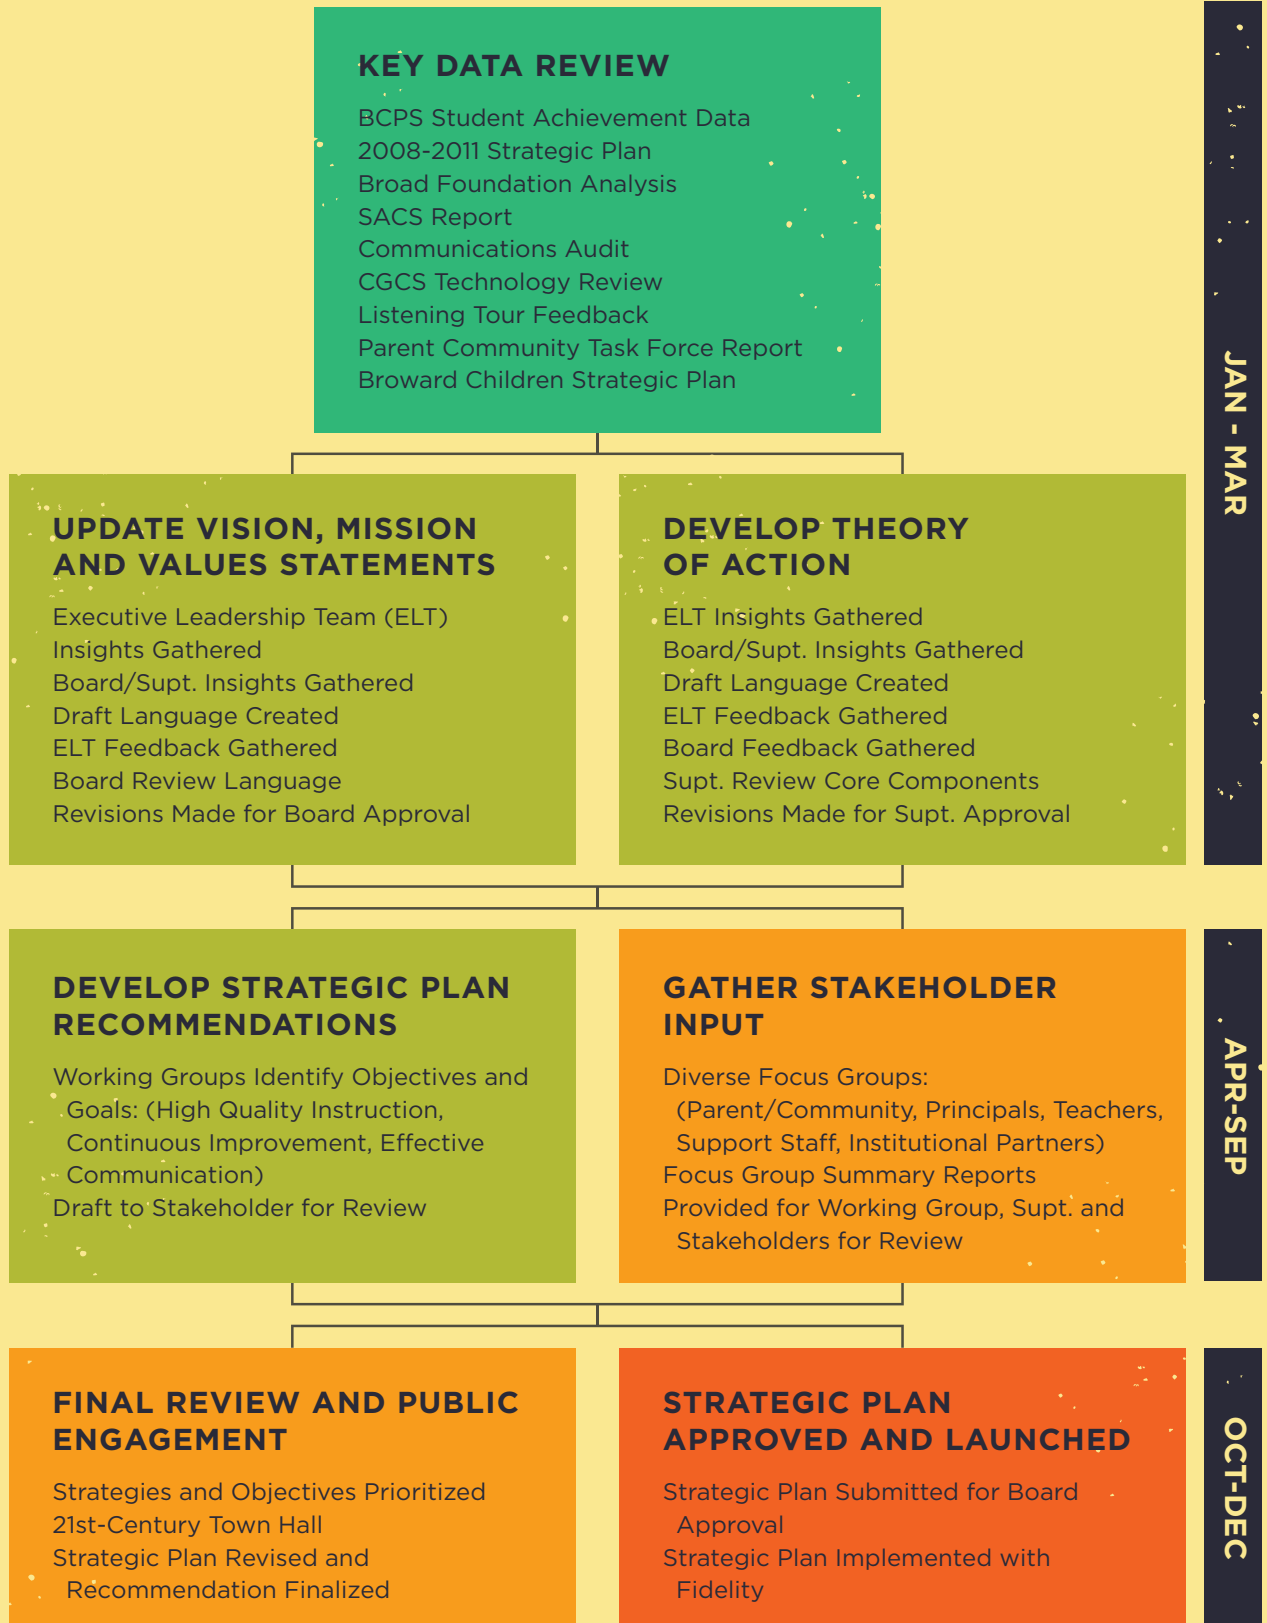 KEY DATA REVIEW
BCPS Student Achievement Data
2008-2011 Strategic Plan
Broad Foundation Analysis
SACS Report
Communications Audit
CGCS Technology Review
Listening Tour Feedback
Parent Community Task Force Report
Broward Children Strategic Plan
JAN - MAR
UPDATE VISION, MISSION
AND VALUES STATEMENTS
Executive Leadership Team (ELT)
Insights Gathered
Board/Supt. Insights Gathered
Draft Language Created
ELT Feedback Gathered
Board Review Language
Revisions Made for Board Approval
DEVELOP THEORY
OF ACTION
ELT Insights Gathered
Board/Supt. Insights Gathered
Draft Language Created
ELT Feedback Gathered
Board Feedback Gathered
Supt. Review Core Components
Revisions Made for Supt. Approval
DEVELOP STRATEGIC PLAN
RECOMMENDATIONS
Working Groups Identify Objectives and
Goals: (High Quality Instruction,
Continuous Improvement, Effective
Communication)
Draft to Stakeholder for Review
GATHER STAKEHOLDER
INPUT
Diverse Focus Groups:
(Parent/Community, Principals, Teachers,
Support Staff, Institutional Partners)
Focus Group Summary Reports
Provided for Working Group, Supt. and
Stakeholders for Review
APR-SEP
FINAL REVIEW AND PUBLIC
ENGAGEMENT
Strategies and Objectives Prioritized
21st-Century Town Hall
Strategic Plan Revised and
Recommendation Finalized
STRATEGIC PLAN
APPROVED AND LAUNCHED
Strategic Plan Submitted for Board
Approval
Strategic Plan Implemented with
Fidelity
OCT-DEC